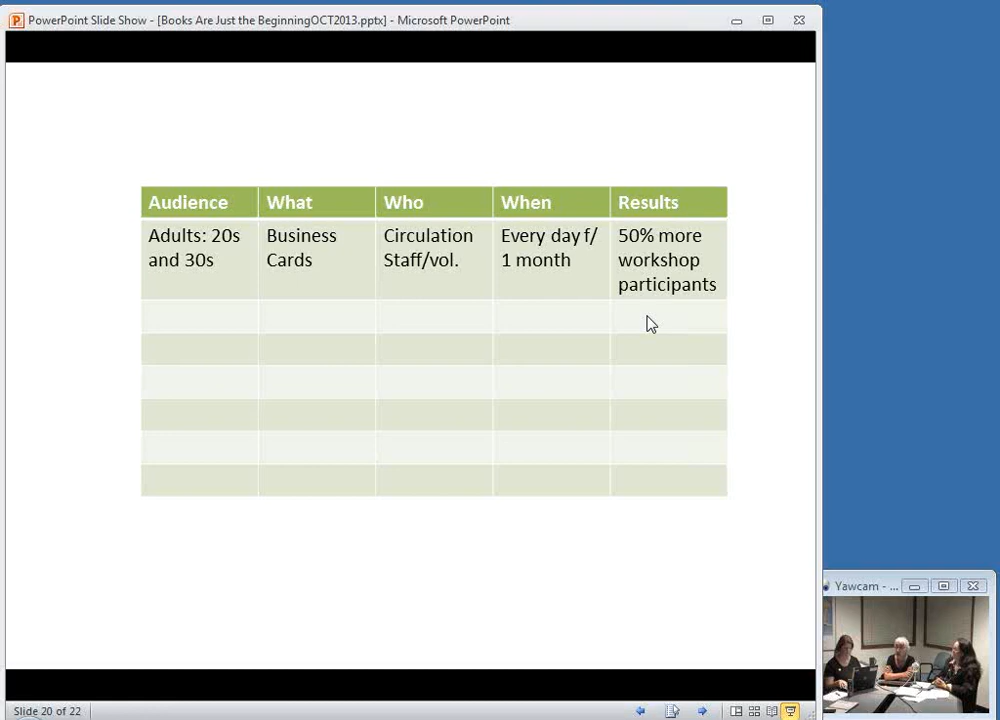 PowerPoint Slide Show - [Books Are Just the BeginningOCT2013.pptx] - Microsoft PowerPoint
Audience What Who When Results
Adults: 20s Business Circulation Every day f/ 50% more
and 30s Cards Staff/vol. 1 month workshop
participants
Yawcam - ...
Slide 20 of 22